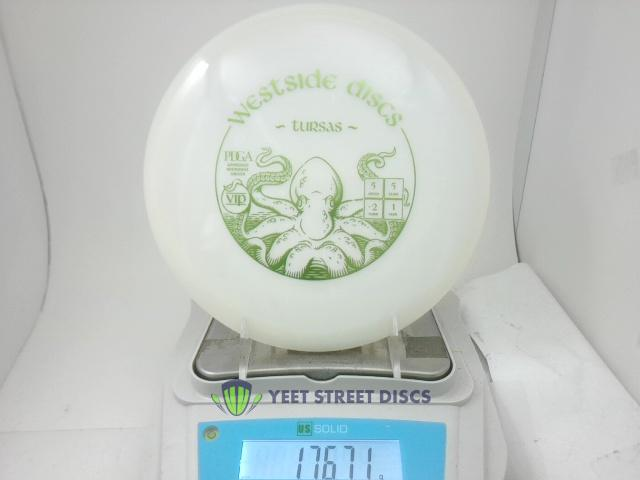 Westside Discs
~ Tursas ~
PDGA
VIP
5 5
-2 1
YEET STREET DISCS
US SOLID
176.71 g